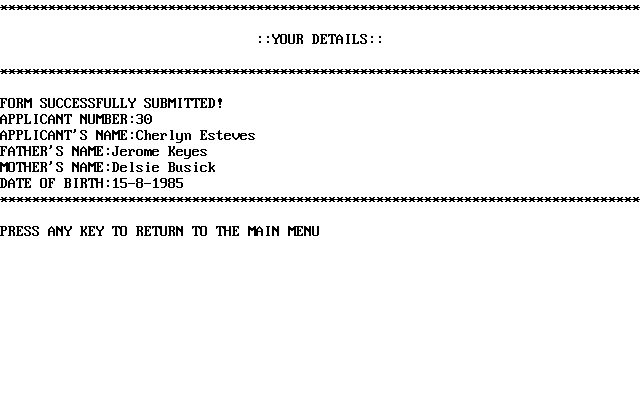 ********************************************************************************
::YOUR DETAILS::
********************************************************************************
FORM SUCCESSFULLY SUBMITTED!
APPLICANT NUMBER:30
APPLICANT'S NAME:Cherlyn Esteves
FATHER'S NAME:Jerome Keyes
MOTHER'S NAME:Delsie Busick
DATE OF BIRTH:15-8-1985
********************************************************************************
PRESS ANY KEY TO RETURN TO THE MAIN MENU